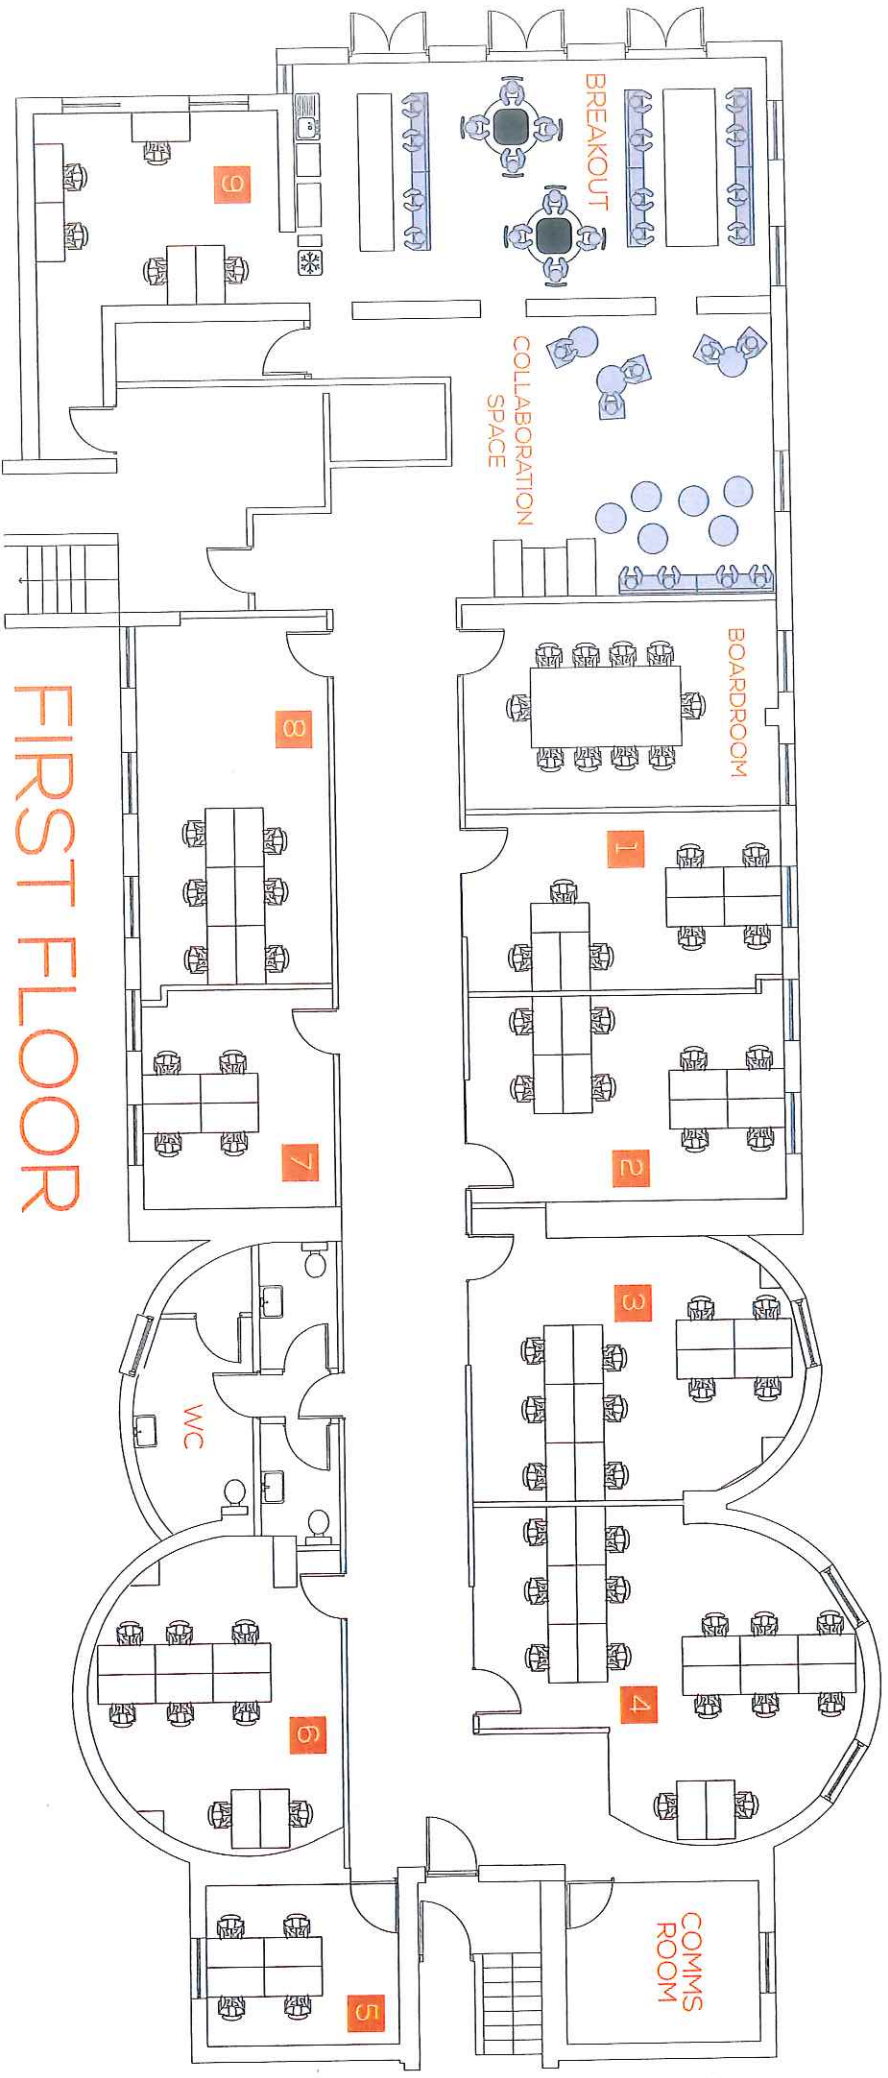 BREAKOUT
COLLABORATION
SPACE
BOARDROOM
1
2
3
4
COMMS
ROOM
9
8
7
WC
6
5
FIRST FLOOR